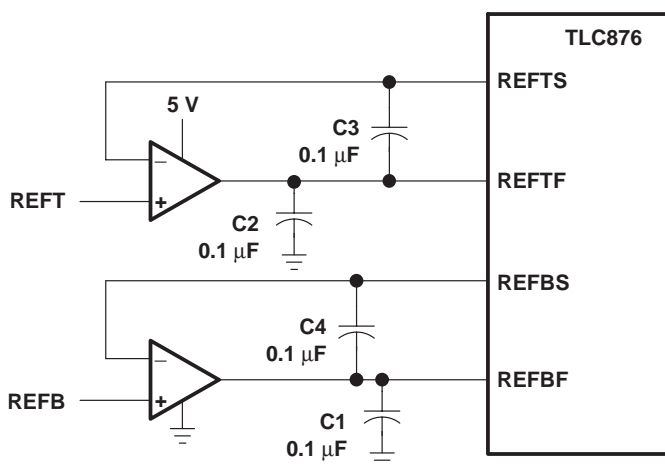 TLC876
REFTS
5 V
C3
0.1 μF
–
REFT
+
REFTF
C2
0.1 μF
REFBS
C4
0.1 μF
–
REFB
+
REFBF
C1
0.1 μF